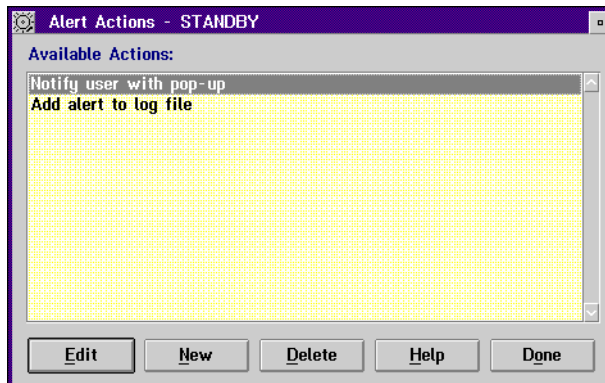 Alert Actions - STANDBY
Available Actions:
Notify user with pop-up
Add alert to log file
Edit New Delete Help Done